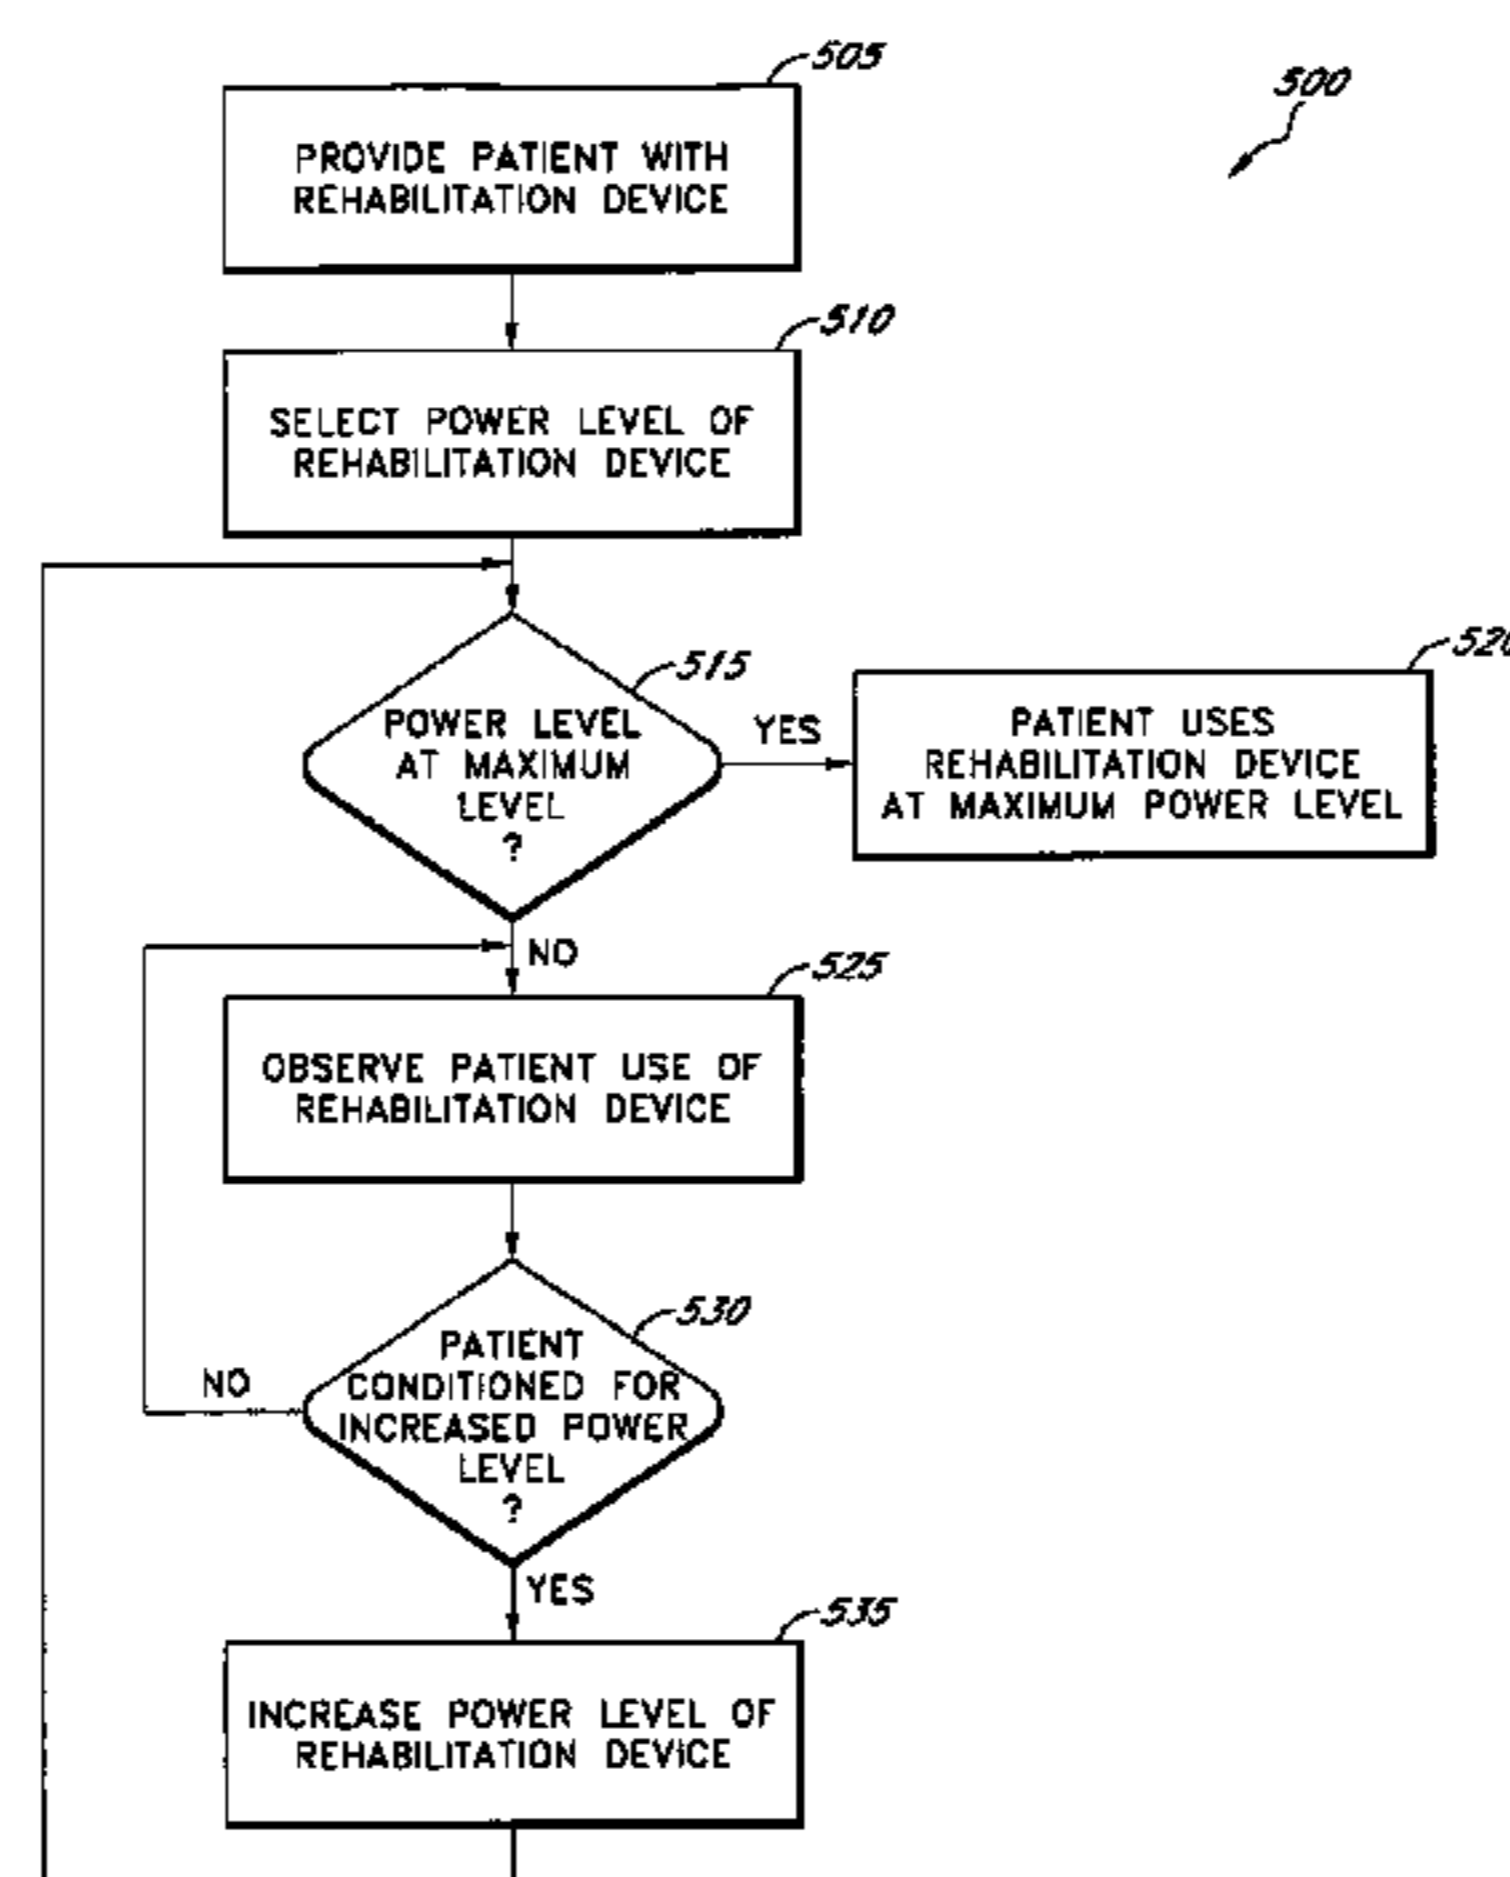 505
500
PROVIDE PATIENT WITH
REHABILITATION DEVICE
510
SELECT POWER LEVEL OF
REHABILITATION DEVICE
515
POWER LEVEL
AT MAXIMUM
LEVEL
?
YES
520
PATIENT USES
REHABILITATION DEVICE
AT MAXIMUM POWER LEVEL
NO
525
OBSERVE PATIENT USE OF
REHABILITATION DEVICE
530
PATIENT
CONDITIONED FOR
INCREASED POWER
LEVEL
?
NO
YES
535
INCREASE POWER LEVEL OF
REHABILITATION DEVICE